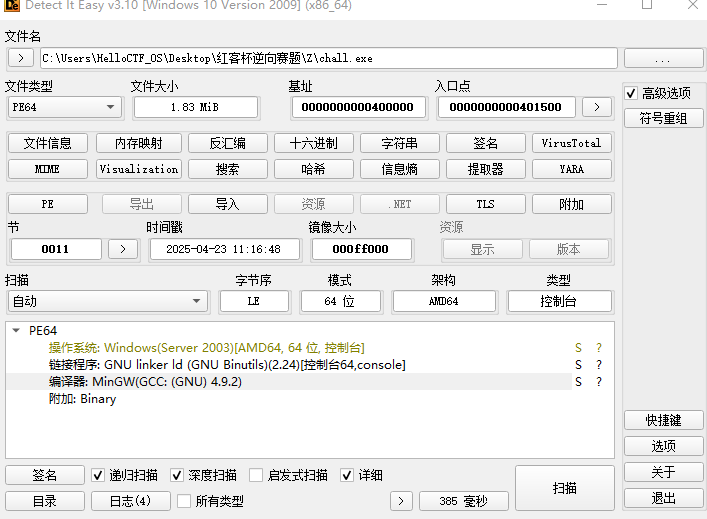 Detect It Easy v3.10 [Windows 10 Version 2009] (x86_64)
文件名
> C:\Users\HelloCTF_OS\Desktop\红客杯逆向赛题\Z\chall.exe ...
文件类型 文件大小 基址 入口点
PE64 1.83 MiB 0000000000400000 0000000000401500 > 高级选项
文件信息 内存映射 反汇编 十六进制 字符串 签名 VirusTotal 符号重组
MIME Visualization 搜索 哈希 信息熵 提取器 YARA
PE 导出 导入 资源 .NET TLS 附加
节 时间戳 镜像大小 资源
0011 > 2025-04-23 11:16:48 000ff000 显示 版本
扫描 字节序 模式 架构 类型
自动 LE 64 位 AMD64 控制台
PE64
操作系统: Windows(Server 2003)[AMD64, 64 位, 控制台] S ?
链接程序: GNU linker ld (GNU Binutils)(2.24)[控制台64,console] S ?
编译器: MinGW(GCC: (GNU) 4.9.2) S ?
附加: Binary
快捷键
签名 递归扫描 深度扫描 启发式扫描 详细 扫描 选项
关于
目录 日志(4) 所有类型 > 385 毫秒 退出